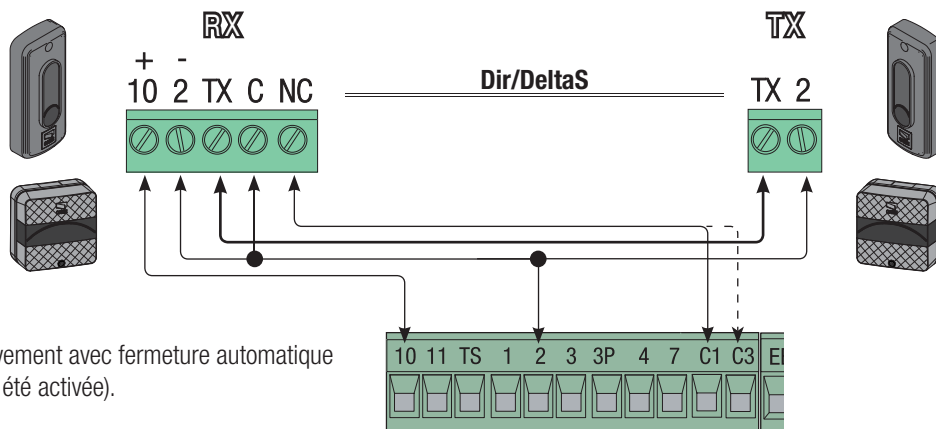 RX
TX
+ -
10 2 TX C NC
Dir/DeltaS
TX 2
vement avec fermeture automatique
été activée).
10 11 TS 1 2 3 3P 4 7 C1 C3